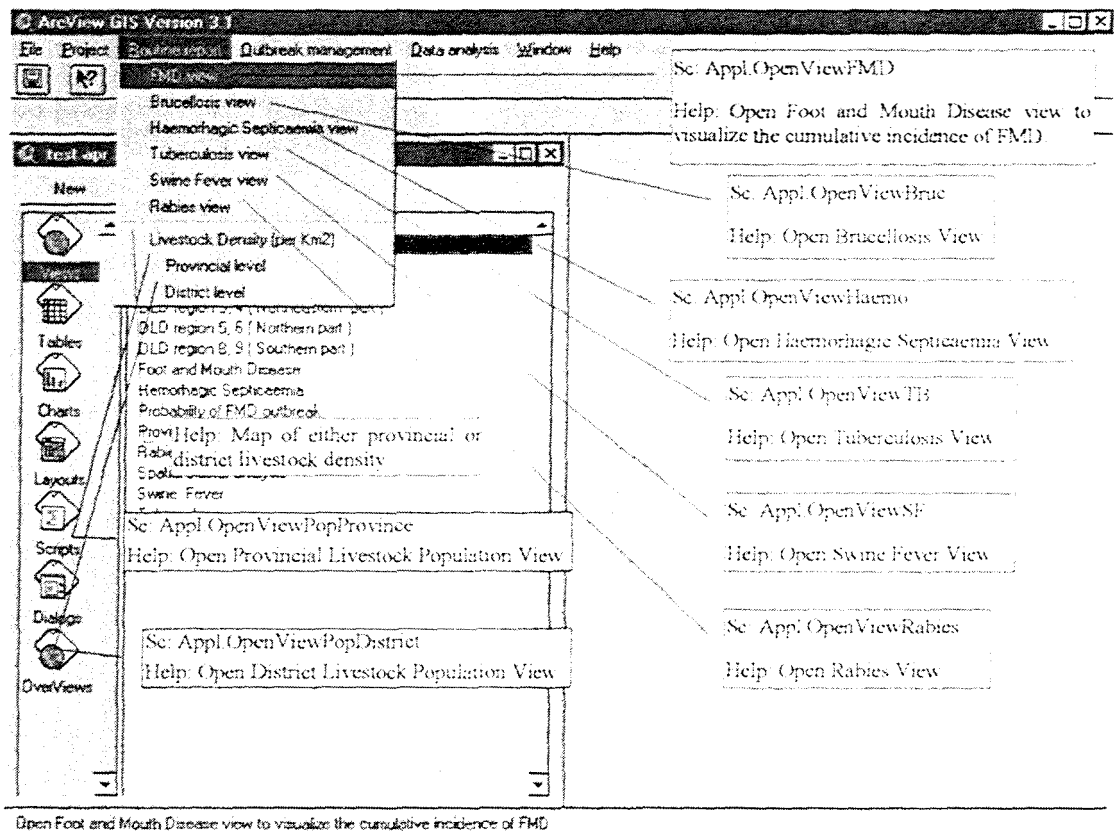 ArcView GIS Version 3.1
File Project Outbreak management Data analysis Window Help
FMD view
Brucellosis view
Haemorhagic Septicaemia view
Tuberculosis view
Swine Fever view
Rabies view
Livestock Density (per Km2)
Provincial level
District level
test.apr
New
Views
Tables
Charts
Layouts
Scripts
Dialogs
OverViews
DLD region 5, 6 ( Northern part )
DLD region 8, 9 ( Southern part )
Foot and Mouth Disease
Hemorhagic Septicaemia
Probability of FMD outbreak
Swine Fever
Help: Map of either provincial or
district livestock density
Sc: Appl.OpenViewPopProvince
Help: Open Provincial Livestock Population View
Sc: Appl.OpenViewPopDistrict
Help: Open District Livestock Population View
Sc: Appl.OpenViewFMD
Help: Open Foot and Mouth Disease view to
visualize the cumulative incidence of FMD
Sc: Appl.OpenViewBruc
Help: Open Brucellosis View
Sc: Appl.OpenViewHaemo
Help: Open Haemorhagic Septicaemia View
Sc: Appl.OpenViewTB
Help: Open Tuberculosis View
Sc: Appl.OpenViewSF
Help: Open Swine Fever View
Sc: Appl.OpenViewRabies
Help: Open Rabies View
Open Foot and Mouth Disease view to visualize the cumulative incidence of FMD